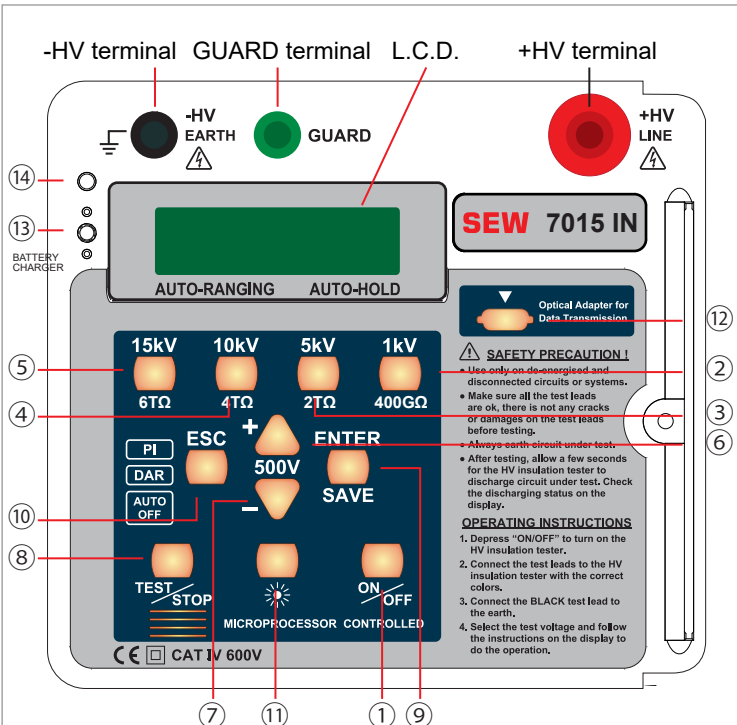 -HV terminal GUARD terminal L.C.D. +HV terminal
-HV
EARTH
GUARD
+HV
LINE
⑭
⑬
BATTERY
CHARGER
SEW 7015 IN
AUTO-RANGING AUTO-HOLD
Optical Adapter for
Data Transmission
⑫
15kV 10kV 5kV 1kV
6TΩ 4TΩ 2TΩ 400GΩ
⑤
④
②
③
⑥
SAFETY PRECAUTION !
• Use only on de-energised and
disconnected circuits or systems.
• Make sure all the test leads
are ok, there is not any cracks
or damages on the test leads
before testing.
• Always earth circuit under test.
• After testing, allow a few seconds
for the HV insulation tester to
discharge circuit under test. Check
the discharging status on the
display.
OPERATING INSTRUCTIONS
1. Depress “ON/OFF” to turn on the
HV insulation tester.
2. Connect the test leads to the HV
insulation tester with the correct
colors.
3. Connect the BLACK test lead to
the earth.
4. Select the test voltage and follow
the instructions on the display to
do the operation.
PI
DAR
AUTO
OFF
ESC
+
500V
−
ENTER
SAVE
⑩
⑧
TEST
STOP
MICROPROCESSOR CONTROLLED
ON
OFF
CE CAT IV 600V
⑦ ⑪ ① ⑨